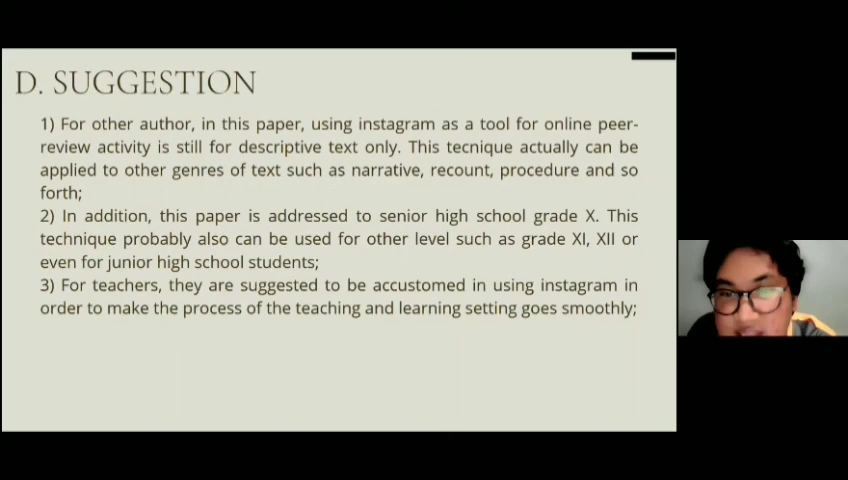 D. SUGGESTION
1) For other author, in this paper, using instagram as a tool for online peer-
review activity is still for descriptive text only. This tecnique actually can be
applied to other genres of text such as narrative, recount, procedure and so
forth;
2) In addition, this paper is addressed to senior high school grade X. This
technique probably also can be used for other level such as grade XI, XII or
even for junior high school students;
3) For teachers, they are suggested to be accustomed in using instagram in
order to make the process of the teaching and learning setting goes smoothly;